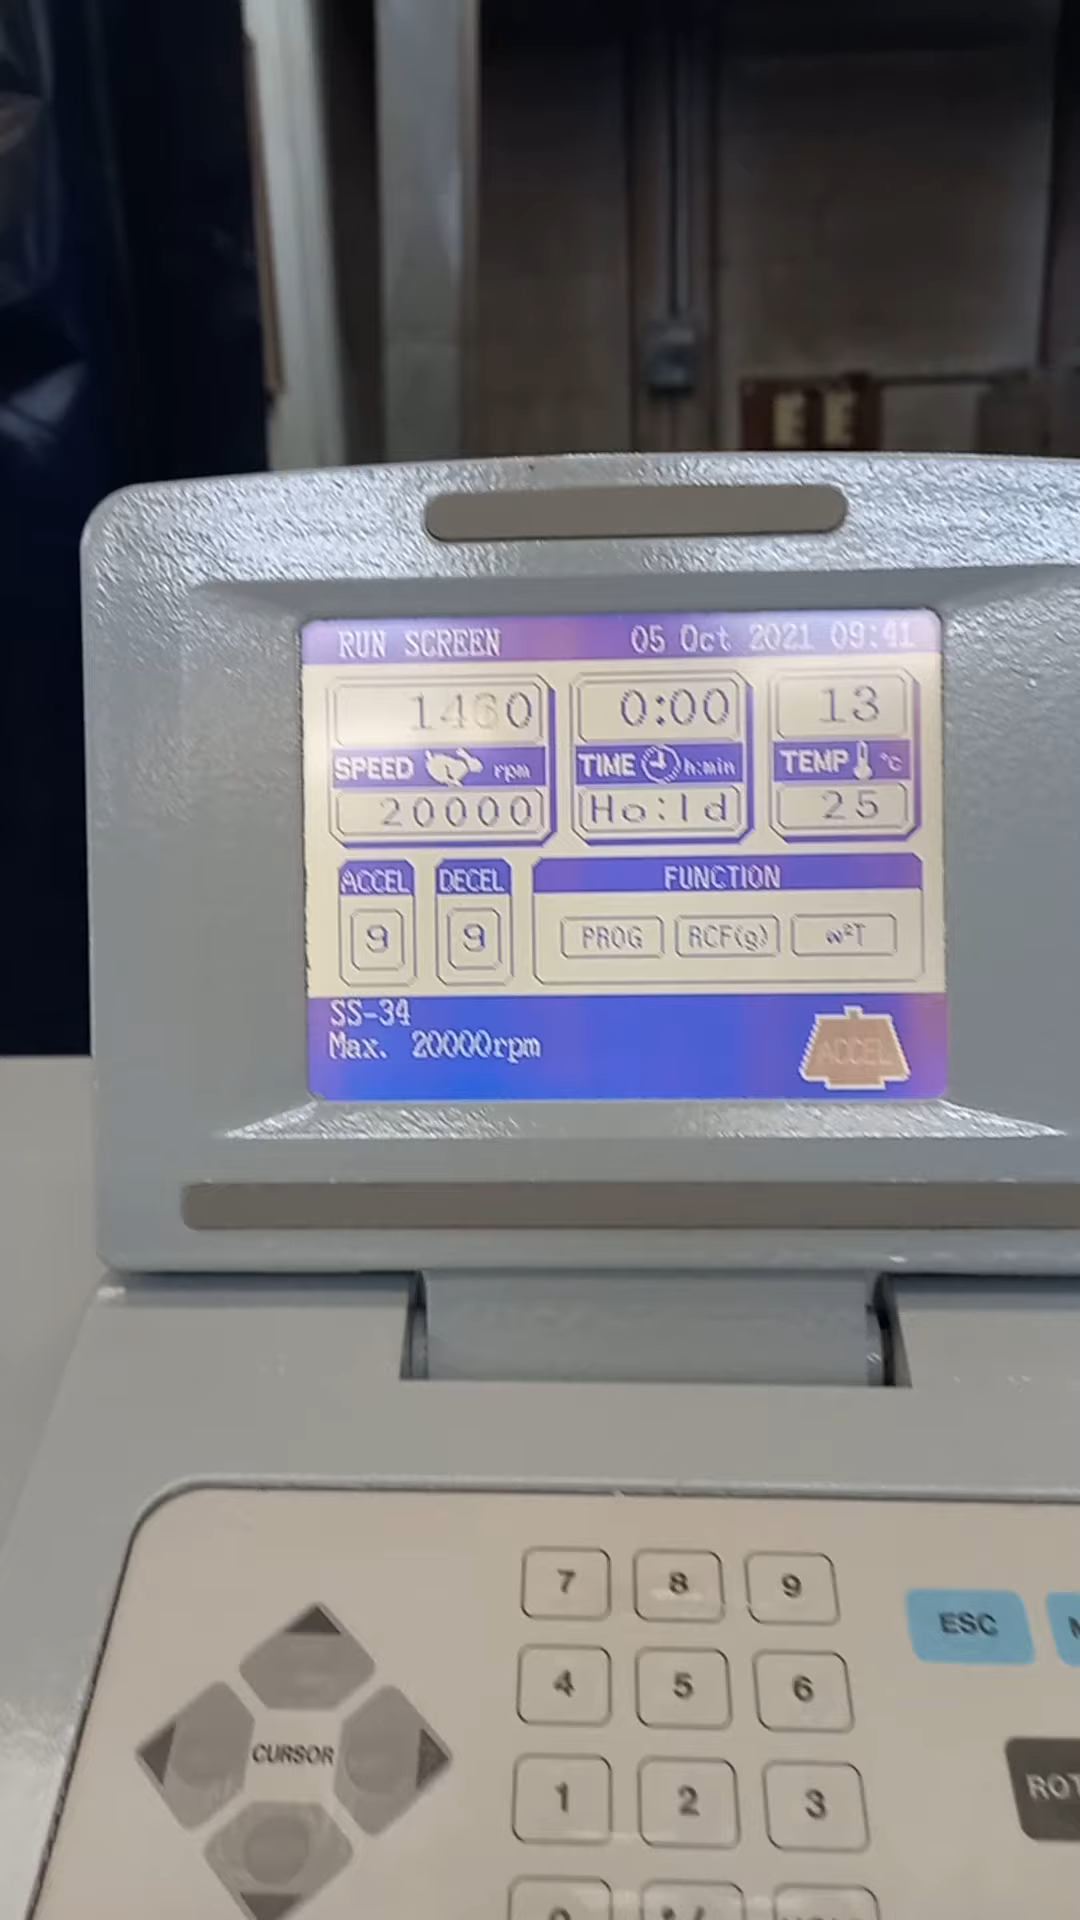 RUN SCREEN 05 Oct 2021 09:41
0:00 13
SPEED rpm TIME h:min TEMP °C
20000 Ho:ld 25
ACCEL DECEL FUNCTION
9 9 PROG RCF(g) ω²T
SS-34
Max. 20000rpm ACCEL
7 8 9
ESC
4 5 6
CURSOR
1 2 3